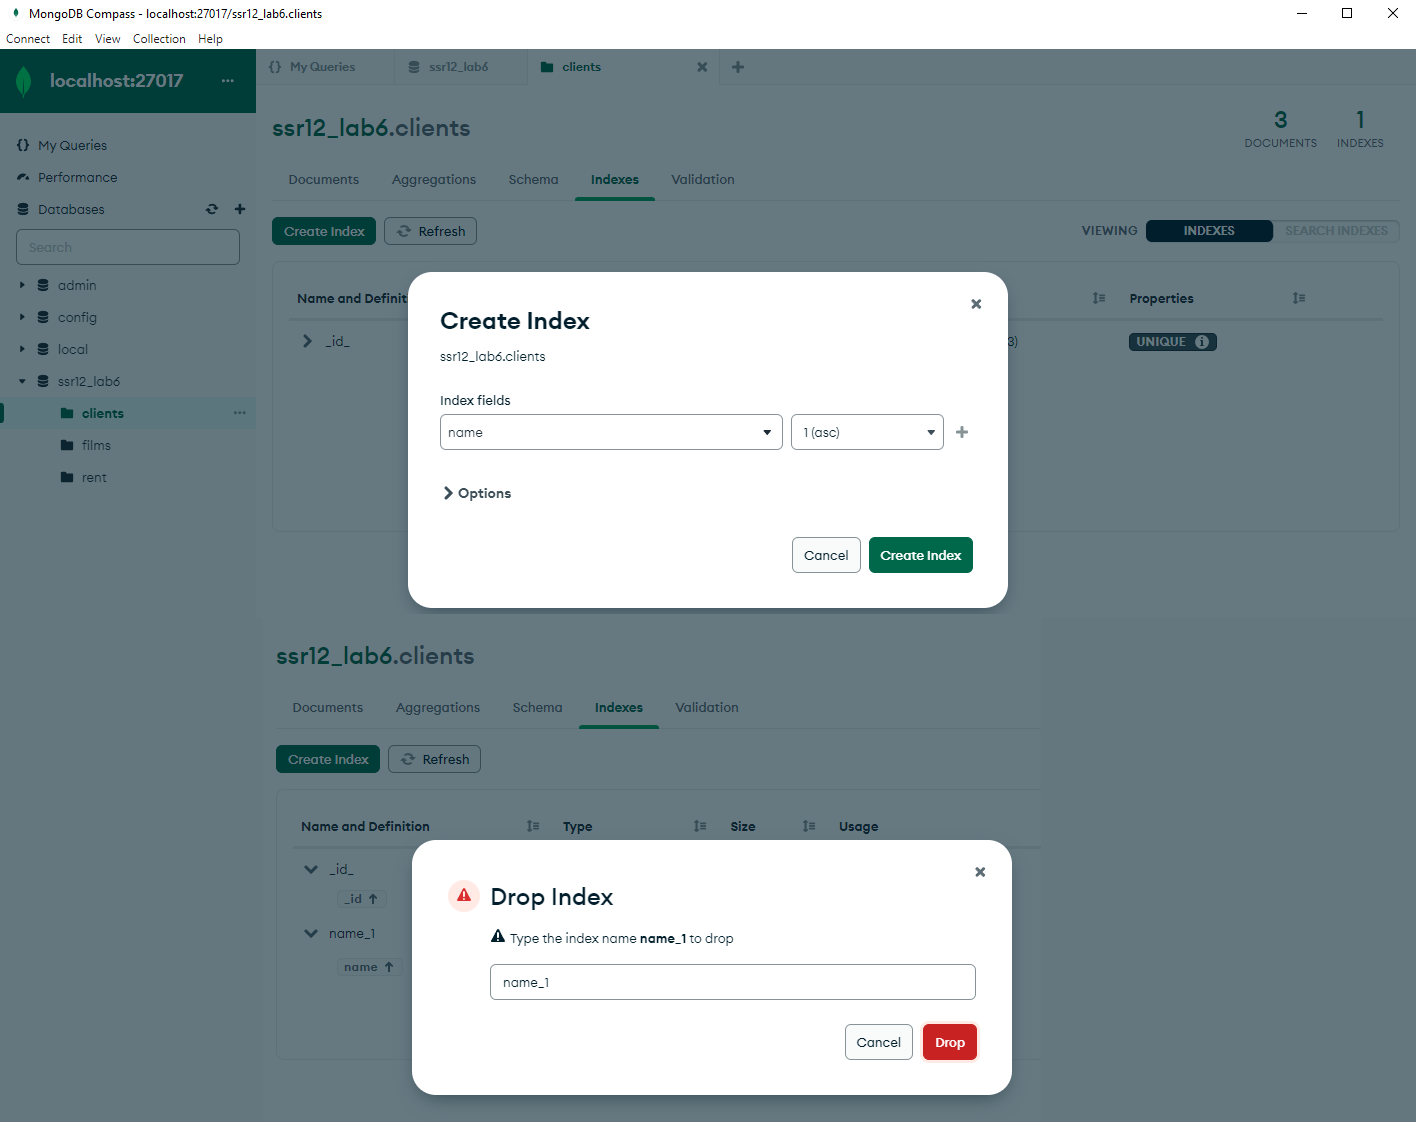 MongoDB Compass - localhost:27017/ssr12_lab6.clients
Connect Edit View Collection Help
localhost:27017 ...
{} My Queries
ssr12_lab6
clients
My Queries
Performance
Databases
Search
admin
config
local
ssr12_lab6
clients ...
films
rent
ssr12_lab6.clients
3 DOCUMENTS
1 INDEXES
Documents Aggregations Schema Indexes Validation
Create Index Refresh
VIEWING INDEXES SEARCH INDEXES
Name and Definit
Properties
_id_
3)
UNIQUE
Create Index
ssr12_lab6.clients
Index fields
name
1 (asc)
Options
Cancel Create Index
ssr12_lab6.clients
Documents Aggregations Schema Indexes Validation
Create Index Refresh
Name and Definition Type Size Usage
_id_
_id ↑
name_1
name ↑
Drop Index
Type the index name name_1 to drop
name_1
Cancel Drop